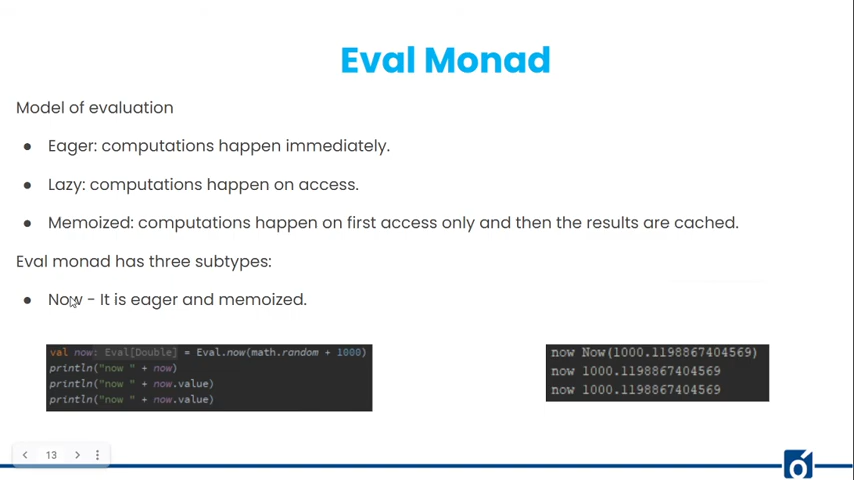 Eval Monad
Model of evaluation
● Eager: computations happen immediately.
● Lazy: computations happen on access.
● Memoized: computations happen on first access only and then the results are cached.
Eval monad has three subtypes:
● Now - It is eager and memoized.
val now: Eval[Double] = Eval.now(math.random + 1000)
println("now " + now)
println("now " + now.value)
println("now " + now.value)
now Now(1000.1198867404569)
now 1000.1198867404569
now 1000.1198867404569
13